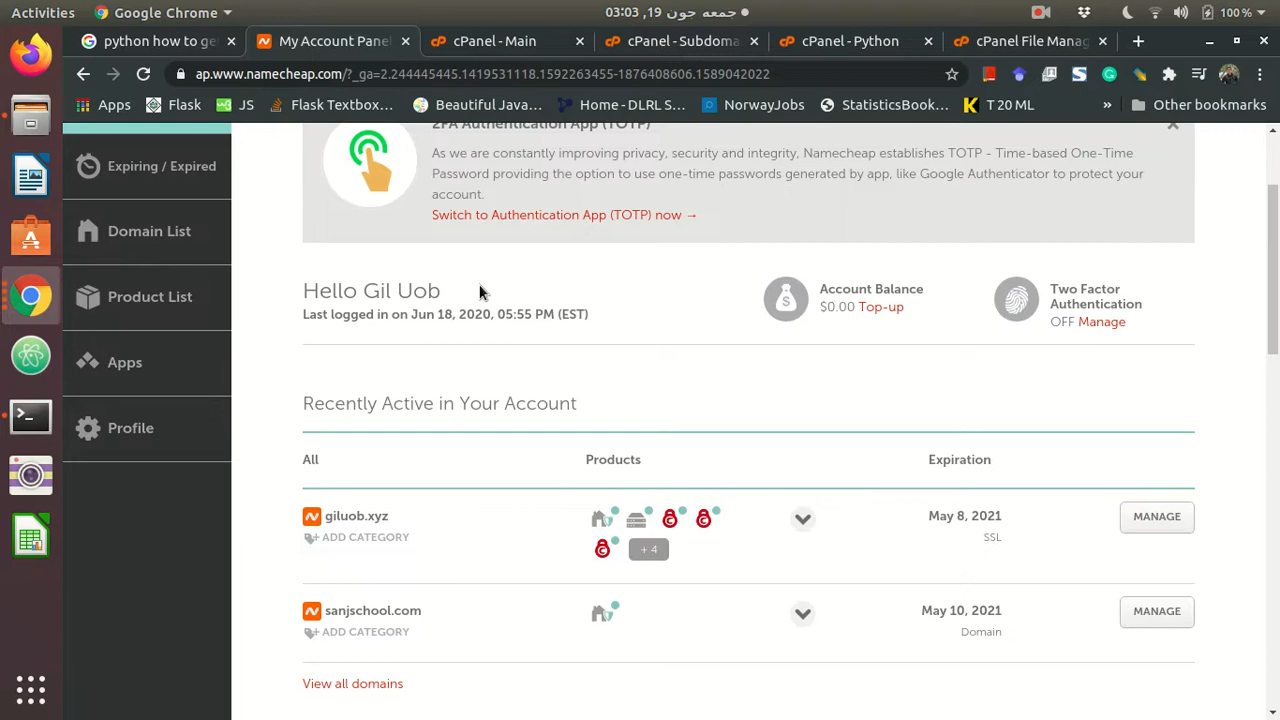 Activities Google Chrome جمعه جون 19, 03:03 100 %
python how to ge My Account Pane cPanel - Main cPanel - Subdoma cPanel - Python cPanel File Manag
ap.www.namecheap.com/?_ga=2.244445445.1419531118.1592263455-1876408606.1589042022
Apps Flask JS Flask Textbox... Beautiful Java... Home - DLRL S... NorwayJobs StatisticsBook... T 20 ML » Other bookmarks
Expiring / Expired
Domain List
Product List
Apps
Profile
2FA Authentication App (TOTP)
As we are constantly improving privacy, security and integrity, Namecheap establishes TOTP - Time-based One-Time
Password providing the option to use one-time passwords generated by app, like Google Authenticator to protect your
account.
Switch to Authentication App (TOTP) now →
Hello Gil Uob
Last logged in on Jun 18, 2020, 05:55 PM (EST)
Account Balance
$0.00 Top-up
Two Factor
Authentication
OFF Manage
Recently Active in Your Account
All Products Expiration
giluob.xyz May 8, 2021 MANAGE
ADD CATEGORY SSL
+ 4
sanjschool.com May 10, 2021 MANAGE
ADD CATEGORY Domain
View all domains